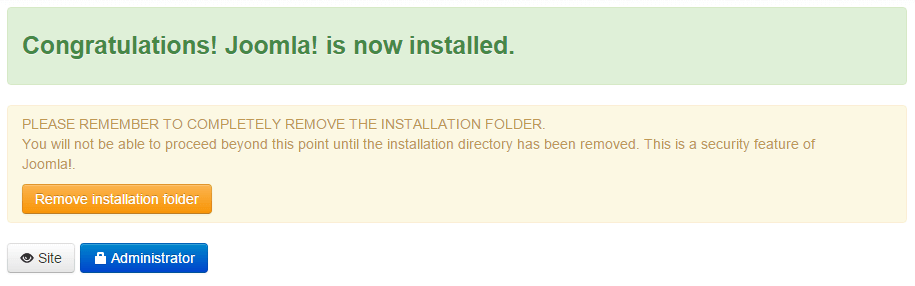 Congratulations! Joomla! is now installed.
PLEASE REMEMBER TO COMPLETELY REMOVE THE INSTALLATION FOLDER.
You will not be able to proceed beyond this point until the installation directory has been removed. This is a security feature of
Joomla!.
Remove installation folder
Site Administrator